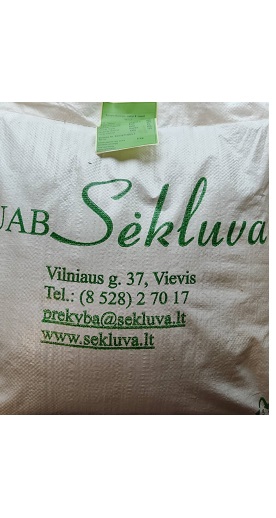 UAB Sėkluva
Vilniaus g. 37, Vievis
Tel.: (8 528) 2 70 17
prekyba@sekluva.lt
www.sekluva.lt